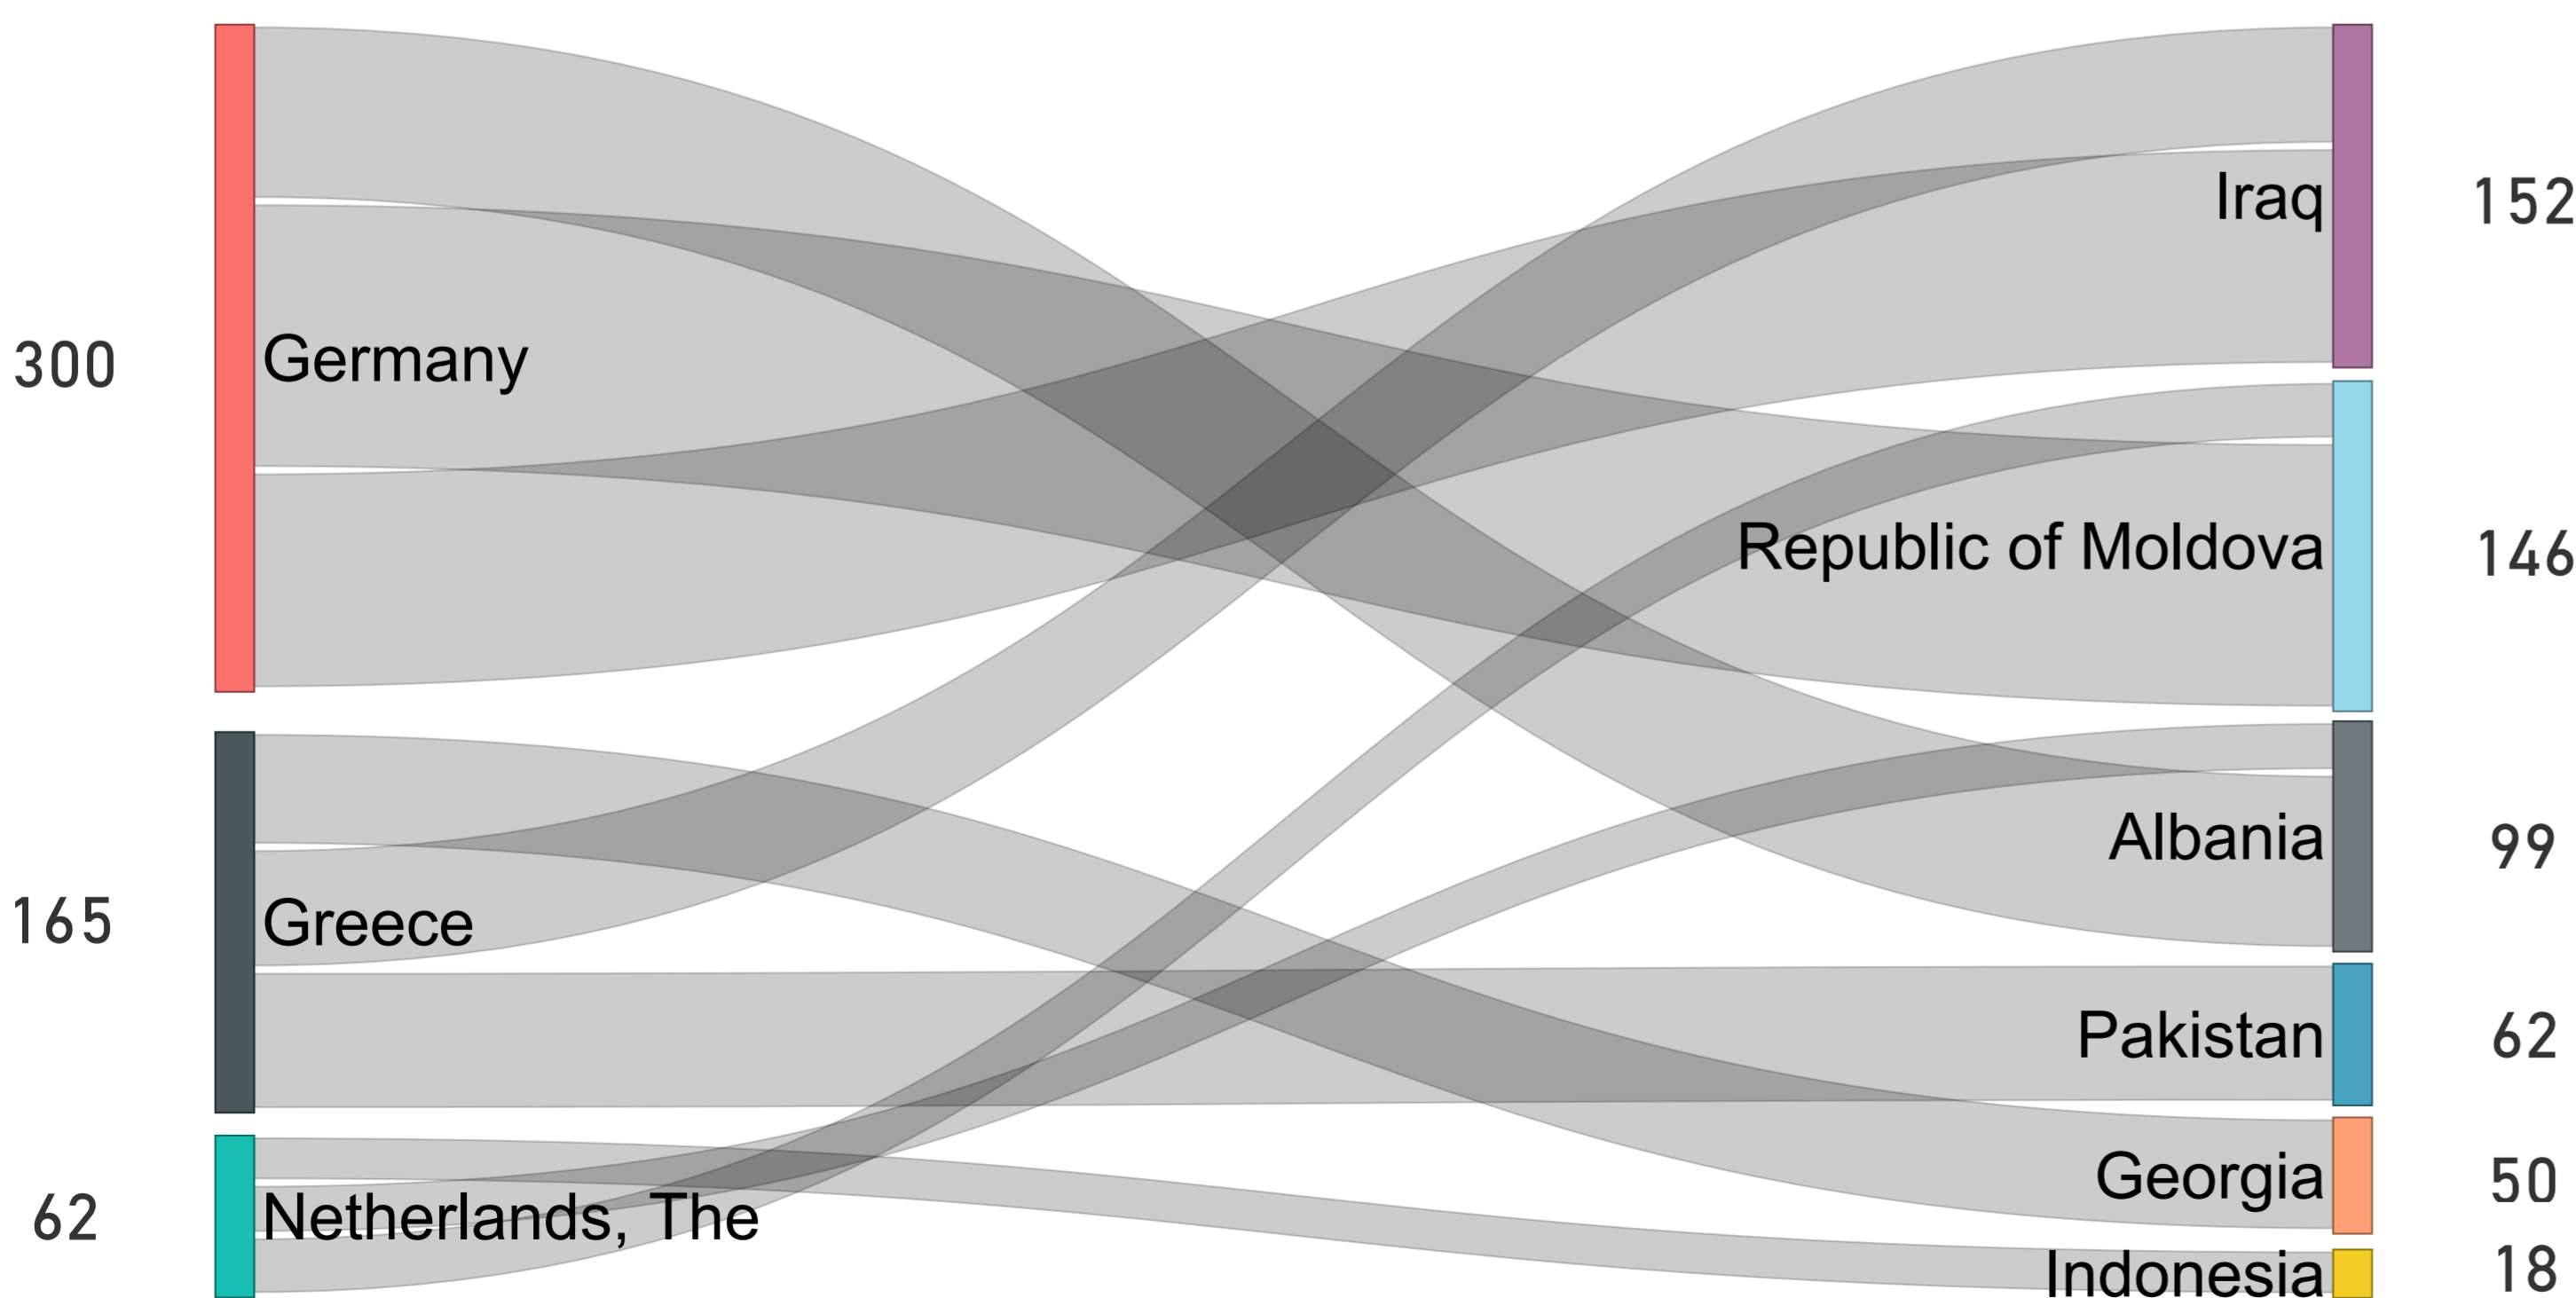 Iraq
152
300
Germany
Republic of Moldova
146
Albania
99
165
Greece
Pakistan
62
Georgia
50
62
Netherlands, The
Indonesia
18